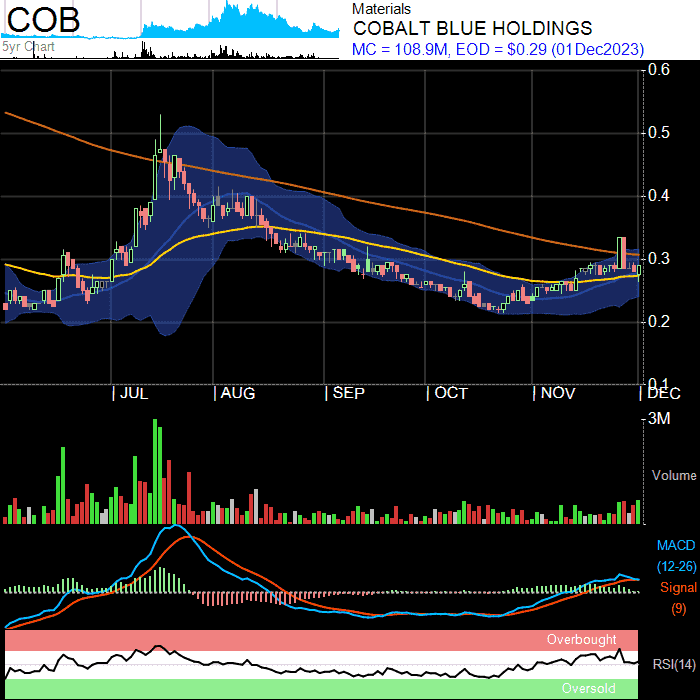 COB
5yr Chart
Materials
COBALT BLUE HOLDINGS
MC = 108.9M, EOD = $0.29 (01Dec2023)
0.6
0.5
0.4
0.3
0.2
0.1
JUL AUG SEP OCT NOV DEC
3M
Volume
MACD
(12-26)
Signal
(9)
Overbought
RSI(14)
Oversold